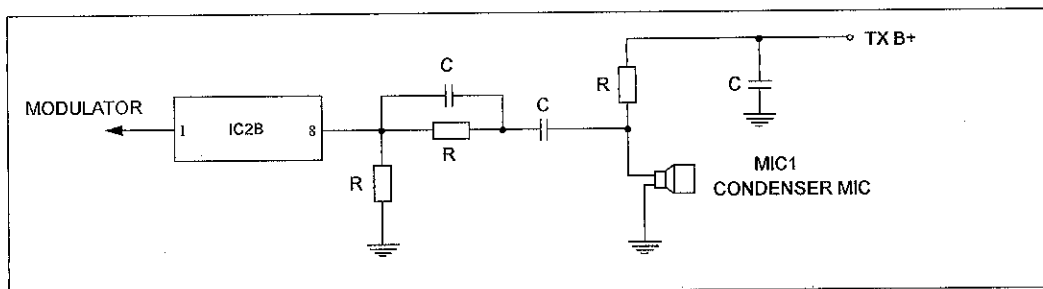 TX B+
C
R
C
C
MODULATOR
1 IC2B 8
R
R
MIC1
CONDENSER MIC